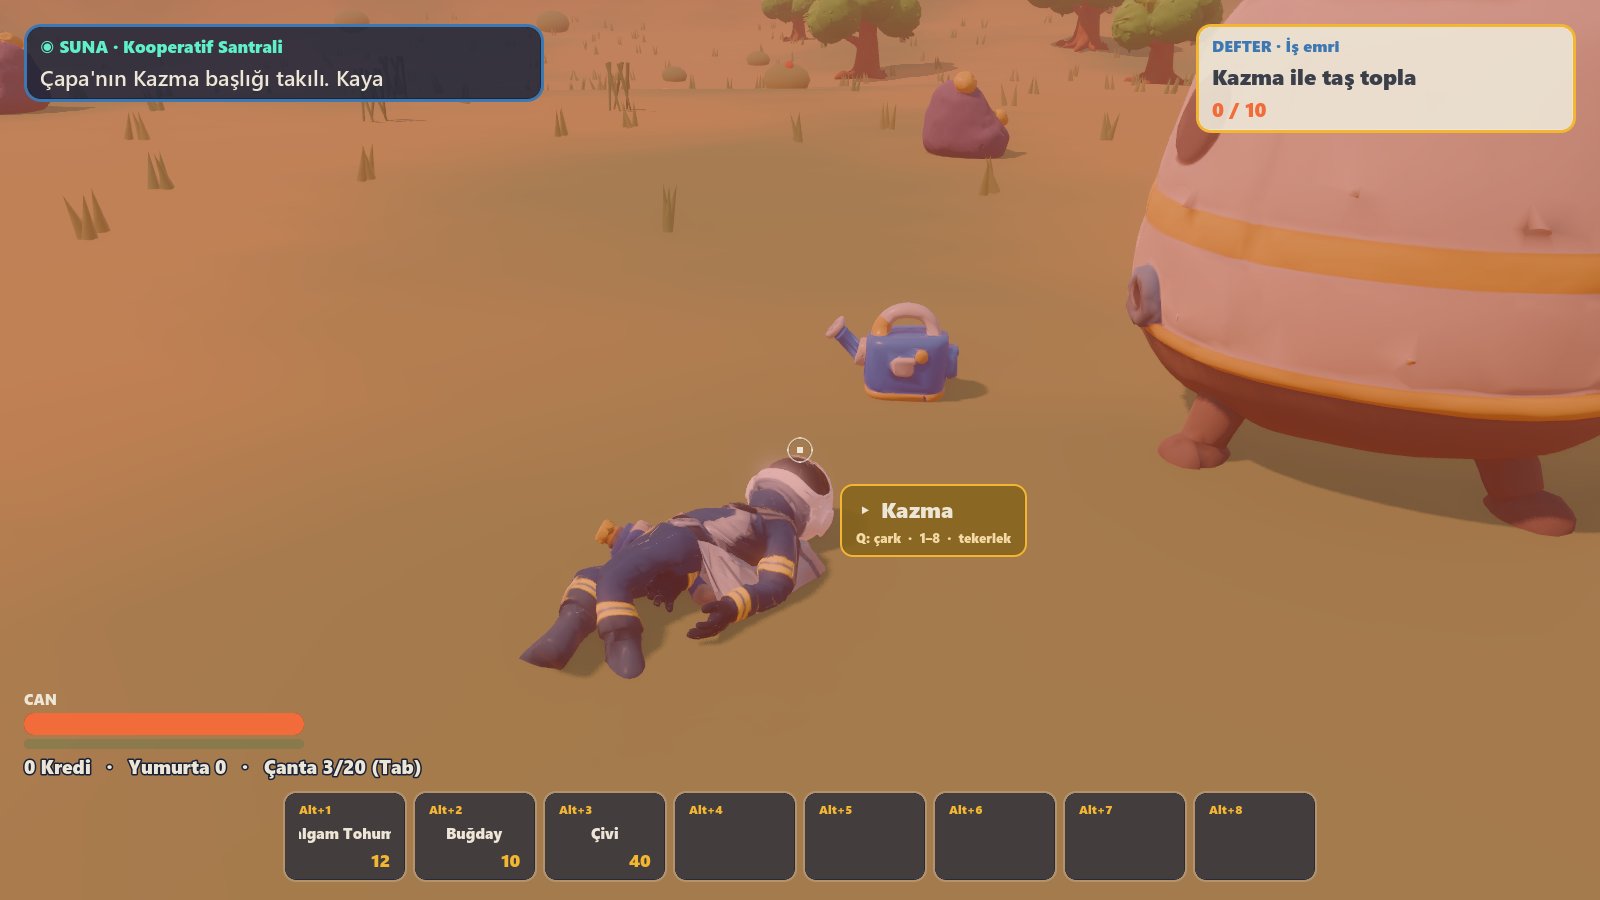 SUNA · Kooperatif Santrali
Çapa'nın Kazma başlığı takılı. Kaya
DEFTER · İş emri
Kazma ile taş topla
0 / 10
Kazma
Q: çark · 1–8 · tekerlek
CAN
0 Kredi · Yumurta 0 · Çanta 3/20 (Tab)
Alt+1
lgam Tohum
12
Alt+2
Buğday
10
Alt+3
Çivi
40
Alt+4
Alt+5
Alt+6
Alt+7
Alt+8